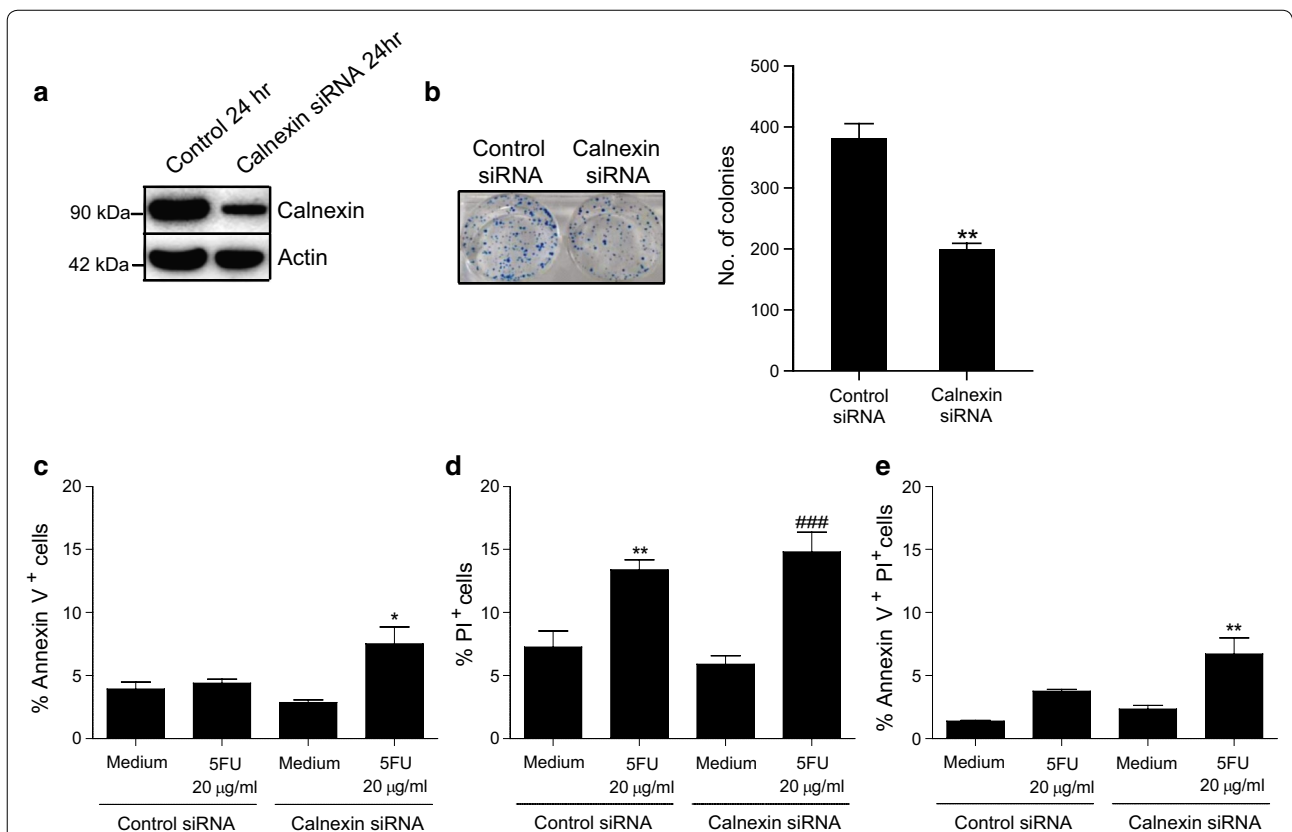 a
Control 24 hr
Calnexin siRNA 24hr
90 kDa
Calnexin
42 kDa
Actin
b
Control
siRNA
Calnexin
siRNA
No. of colonies
500
400
300
200
100
0
**
Control
siRNA
Calnexin
siRNA
c
% Annexin V + cells
20
15
10
5
0
*
Medium
5FU
20 μg/ml
Medium
5FU
20 μg/ml
Control siRNA
Calnexin siRNA
d
% PI + cells
20
15
10
5
0
**
###
Medium
5FU
20 μg/ml
Medium
5FU
20 μg/ml
Control siRNA
Calnexin siRNA
e
% Annexin V + PI + cells
20
15
10
5
0
**
Medium
5FU
20 μg/ml
Medium
5FU
20 μg/ml
Control siRNA
Calnexin siRNA